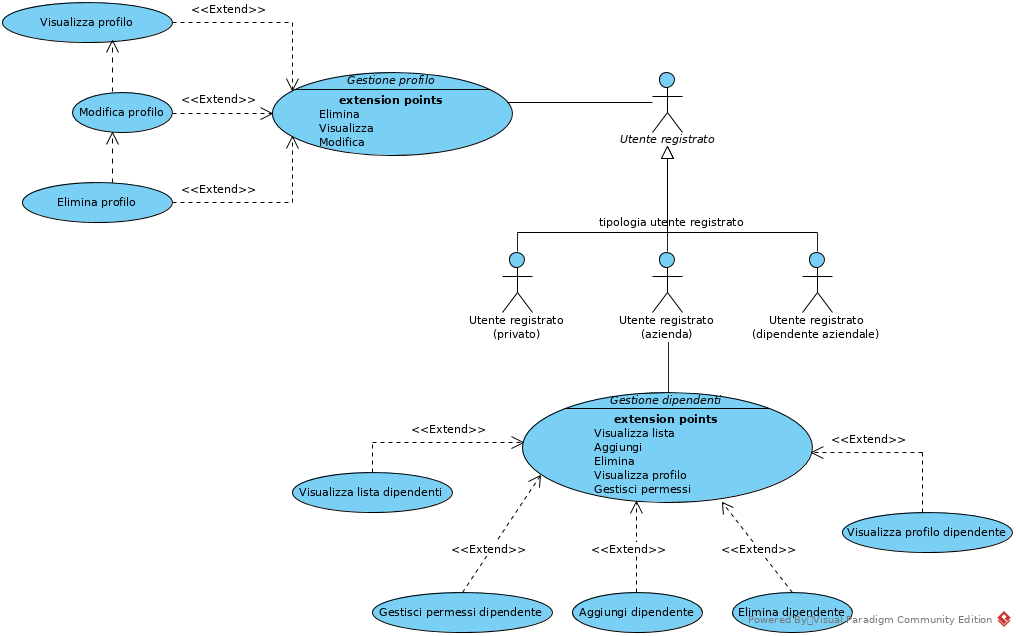 <<Extend>>
Visualizza profilo
Gestione profilo
extension points
Elimina
Visualizza
Modifica
<<Extend>>
Modifica profilo
Utente registrato
<<Extend>>
Elimina profilo
tipologia utente registrato
Utente registrato
(privato)
Utente registrato
(azienda)
Utente registrato
(dipendente aziendale)
Gestione dipendenti
extension points
Visualizza lista
Aggiungi
Elimina
Visualizza profilo
Gestisci permessi
<<Extend>>
<<Extend>>
Visualizza lista dipendenti
Visualizza profilo dipendente
<<Extend>>
<<Extend>>
<<Extend>>
Gestisci permessi dipendente
Aggiungi dipendente
Elimina dipendente
Powered By Visual Paradigm Community Edition